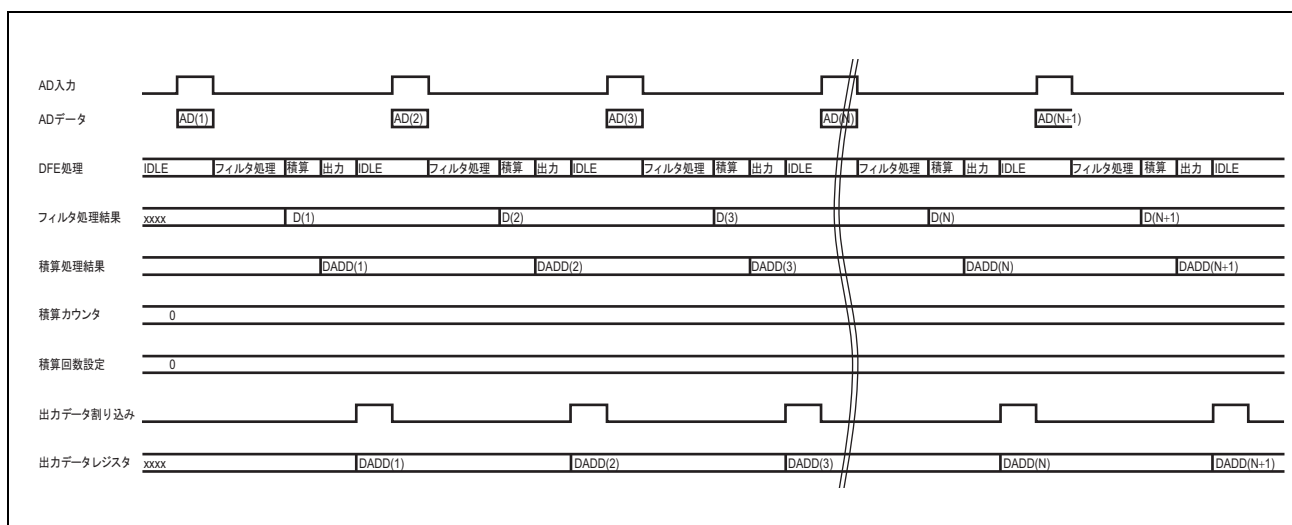 AD入力
ADデータ AD(1) AD(2) AD(3) AD(N) AD(N+1)
DFE処理 IDLE フィルタ処理 積算 出力 IDLE フィルタ処理 積算 出力 IDLE フィルタ処理 積算 出力 IDLE フィルタ処理 積算 出力 IDLE フィルタ処理 積算 出力 IDLE
フィルタ処理結果 xxxx D(1) D(2) D(3) D(N) D(N+1)
積算処理結果 DADD(1) DADD(2) DADD(3) DADD(N) DADD(N+1)
積算カウンタ 0
積算回数設定 0
出力データ割り込み
出力データレジスタ xxxx DADD(1) DADD(2) DADD(3) DADD(N) DADD(N+1)